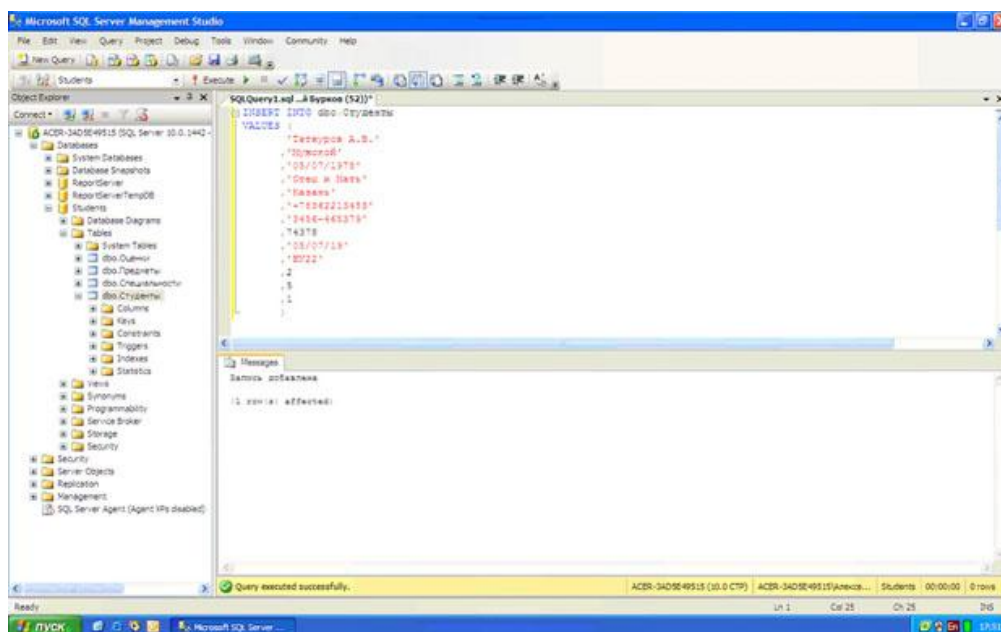 Microsoft SQL Server Management Studio
File Edit View Query Project Debug Tools Window Community Help
New Query
Students Execute
Object Explorer
SQLQuery1.sql ...й Бурков (52))*
Connect
ACER-3AD5E49515 (SQL Server 10.0.1442 -
Databases
System Databases
Database Snapshots
ReportServer
ReportServerTempDB
Students
Database Diagrams
Tables
System Tables
dbo.Оценки
dbo.Предметы
dbo.Специальности
dbo.Студенты
Columns
Keys
Constraints
Triggers
Indexes
Statistics
Views
Synonyms
Programmability
Service Broker
Storage
Security
Security
Server Objects
Replication
Management
SQL Server Agent (Agent XPs disabled)
INSERT INTO dbo.Студенты
VALUES (
А.В.'
,'Мужской'
,'05/07/1978'
,'Отец и Мать'
,'Казань'
,74378
,'05/07/19'
,2
,5
,1
)
Messages
Запись добавлена
(1 row(s) affected)
Query executed successfully.
ACER-3AD5E49515 (10.0 CTP) Students 00:00:00 0 rows
Ready Ln 1 Col 25 Ch 25 INS
пуск Microsoft SQL Server ... En